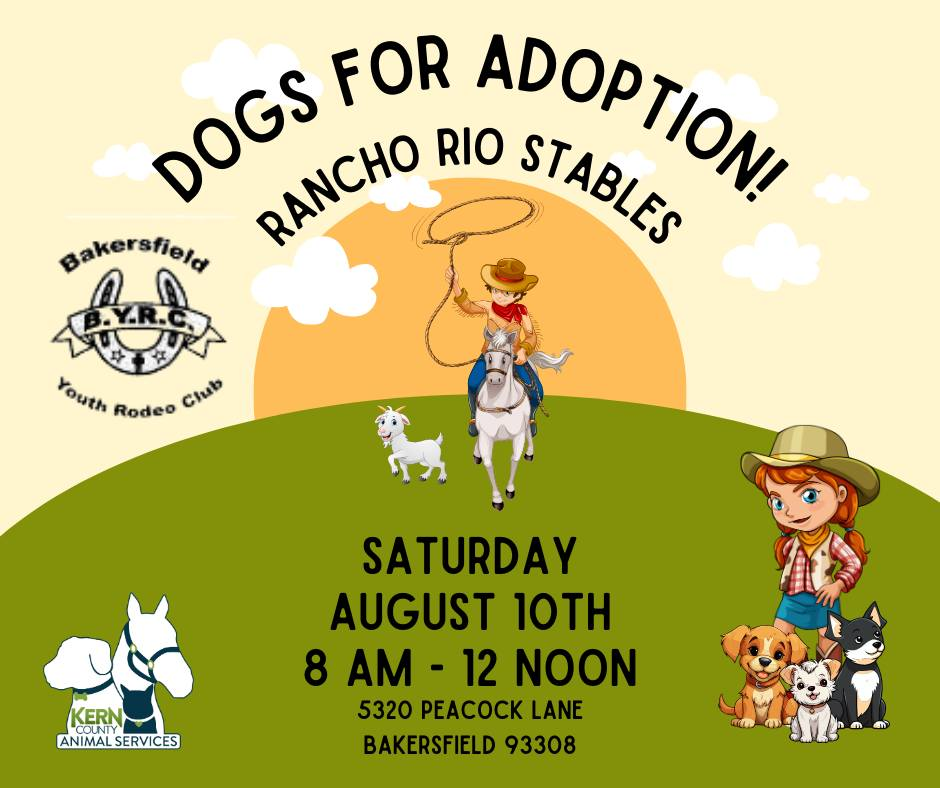 DOGS FOR ADOPTION!
RANCHO RIO STABLES
Bakersfield
B.Y.R.C.
Youth Rodeo Club
SATURDAY
AUGUST 10TH
8 AM - 12 NOON
5320 PEACOCK LANE
BAKERSFIELD 93308
KERN
COUNTY
ANIMAL SERVICES